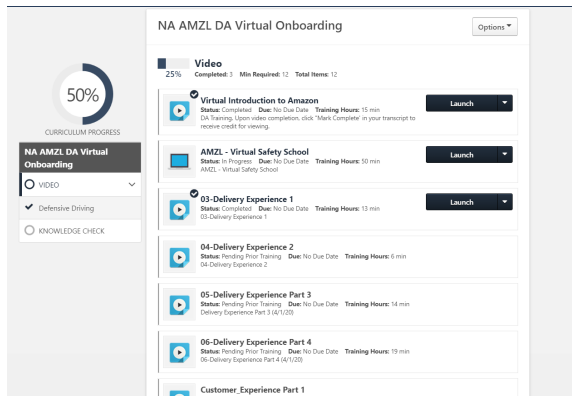 NA AMZL DA Virtual Onboarding
Options
50%
CURRICULUM PROGRESS
NA AMZL DA Virtual
Onboarding
VIDEO
Defensive Driving
KNOWLEDGE CHECK
Video
25% Completed: 3 Min Required: 12 Total Items: 12
Virtual Introduction to Amazon
Status: Completed Due: No Due Date Training Hours: 15 min
DA Training. Upon video completion, click "Mark Complete' in your transcript to
receive credit for viewing.
Launch
AMZL - Virtual Safety School
Status: In Progress Due: No Due Date Training Hours: 50 min
AMZL - Virtual Safety School
Launch
03-Delivery Experience 1
Status: Completed Due: No Due Date Training Hours: 13 min
03-Delivery Experience 1
Launch
04-Delivery Experience 2
Status: Pending Prior Training Due: No Due Date Training Hours: 6 min
04-Delivery Experience 2
05-Delivery Experience Part 3
Status: Pending Prior Training Due: No Due Date Training Hours: 14 min
Delivery Experience Part 3 (4/1/20)
06-Delivery Experience Part 4
Status: Pending Prior Training Due: No Due Date Training Hours: 19 min
06-Delivery Experience Part 4 (4/1/20)
Customer_Experience Part 1